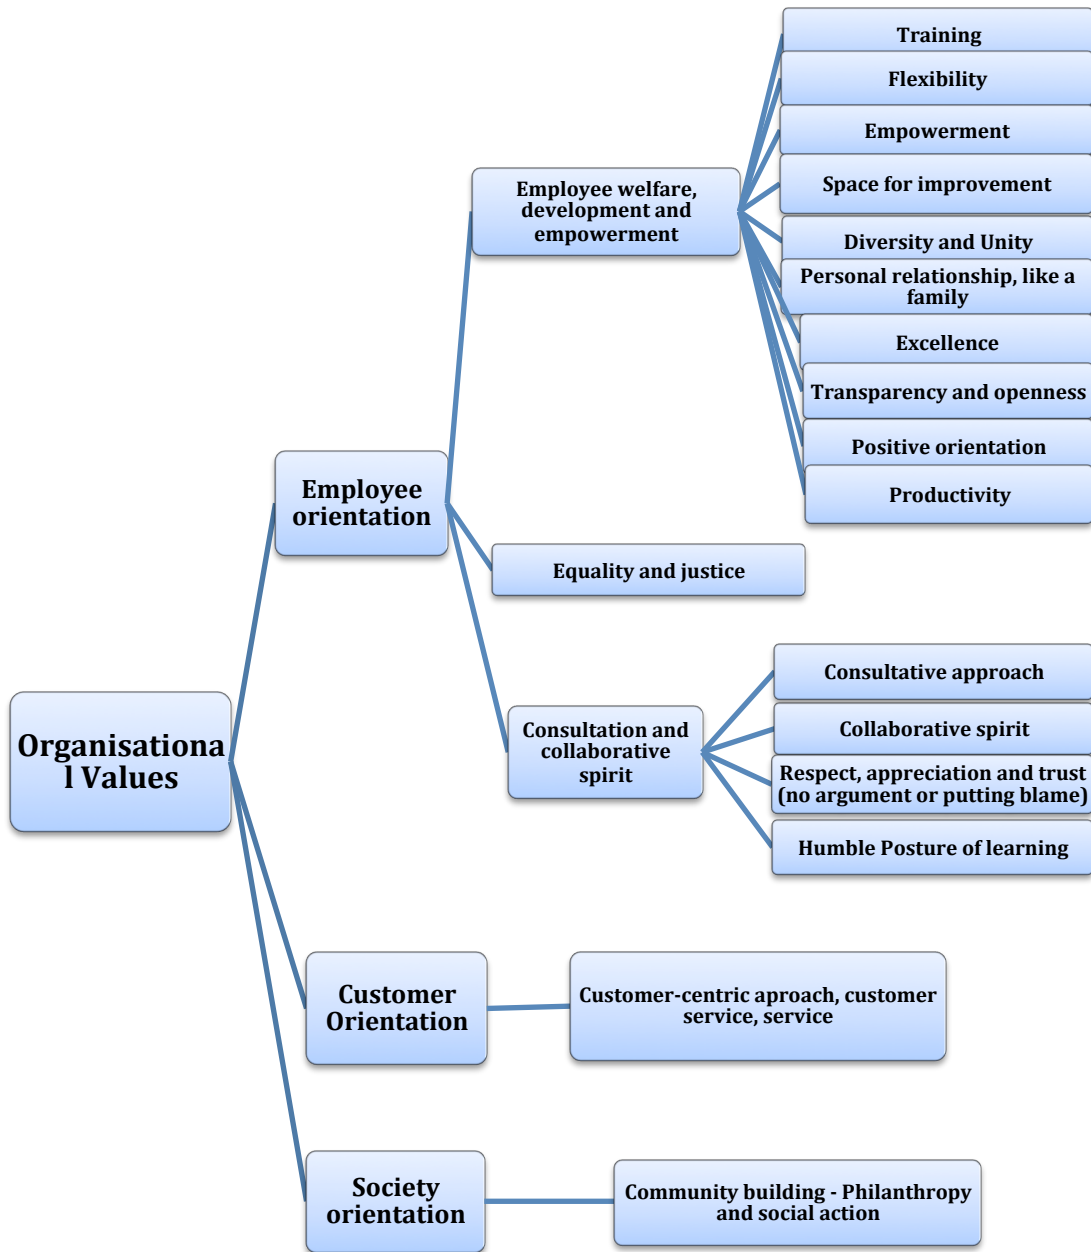 Training
Flexibility
Empowerment
Space for improvement
Employee welfare,
development and
empowerment
Diversity and Unity
Personal relationship, like a
family
Excellence
Transparency and openness
Positive orientation
Productivity
Employee
orientation
Equality and justice
Consultative approach
Collaborative spirit
Consultation and
collaborative
spirit
Respect, appreciation and trust
(no argument or putting blame)
Humble Posture of learning
Organisationa
l Values
Customer
Orientation
Customer-centric aproach, customer
service, service
Society
orientation
Community building - Philanthropy
and social action